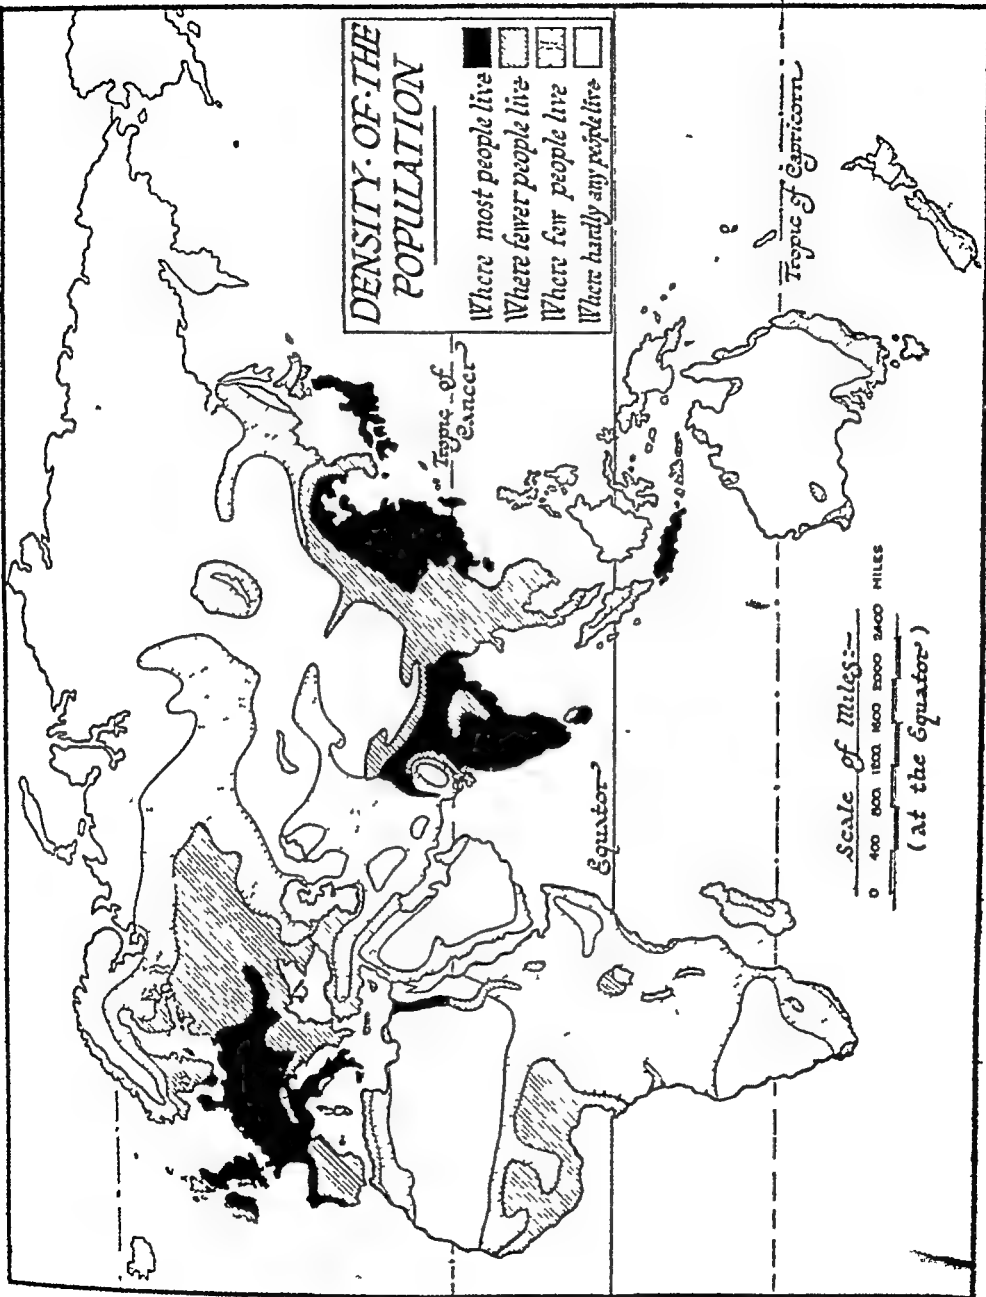 DENSITY·OF·THE
POPULATION
Where most people live
Where fewer people live
Where few people live
Where hardly any people live
Tropic of
Cancer
Equator
Tropic of Capricorn
Scale of Miles:-
0 400 800 1200 1600 2000 2400 MILES
(at the Equator)